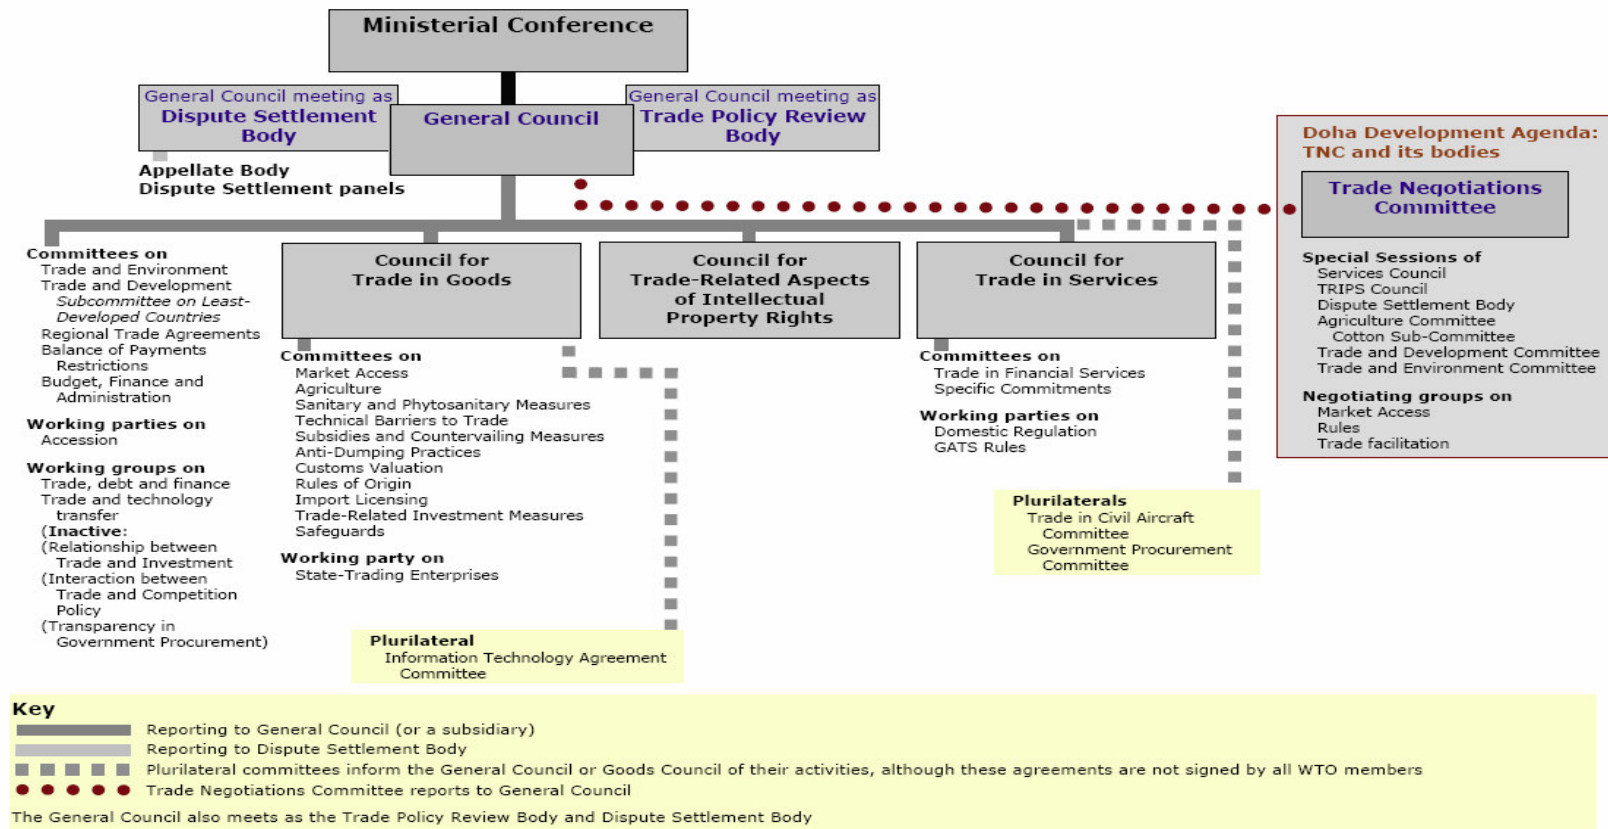 Ministerial Conference
General Council meeting as
Dispute Settlement
Body
General Council
General Council meeting as
Trade Policy Review
Body
Appellate Body
Dispute Settlement panels
Doha Development Agenda:
TNC and its bodies
Trade Negotiations
Committee
Special Sessions of
Services Council
TRIPS Council
Dispute Settlement Body
Agriculture Committee
Cotton Sub-Committee
Trade and Development Committee
Trade and Environment Committee
Negotiating groups on
Market Access
Rules
Trade facilitation
Committees on
Trade and Environment
Trade and Development
Subcommittee on Least-
Developed Countries
Regional Trade Agreements
Balance of Payments
Restrictions
Budget, Finance and
Administration
Working parties on
Accession
Working groups on
Trade, debt and finance
Trade and technology
transfer
(Inactive:
(Relationship between
Trade and Investment
(Interaction between
Trade and Competition
Policy
(Transparency in
Government Procurement)
Council for
Trade in Goods
Committees on
Market Access
Agriculture
Sanitary and Phytosanitary Measures
Technical Barriers to Trade
Subsidies and Countervailing Measures
Anti-Dumping Practices
Customs Valuation
Rules of Origin
Import Licensing
Trade-Related Investment Measures
Safeguards
Working party on
State-Trading Enterprises
Plurilateral
Information Technology Agreement
Committee
Council for
Trade-Related Aspects
of Intellectual
Property Rights
Council for
Trade in Services
Committees on
Trade in Financial Services
Specific Commitments
Working parties on
Domestic Regulation
GATS Rules
Plurilaterals
Trade in Civil Aircraft
Committee
Government Procurement
Committee
Key
Reporting to General Council (or a subsidiary)
Reporting to Dispute Settlement Body
Plurilateral committees inform the General Council or Goods Council of their activities, although these agreements are not signed by all WTO members
Trade Negotiations Committee reports to General Council
The General Council also meets as the Trade Policy Review Body and Dispute Settlement Body